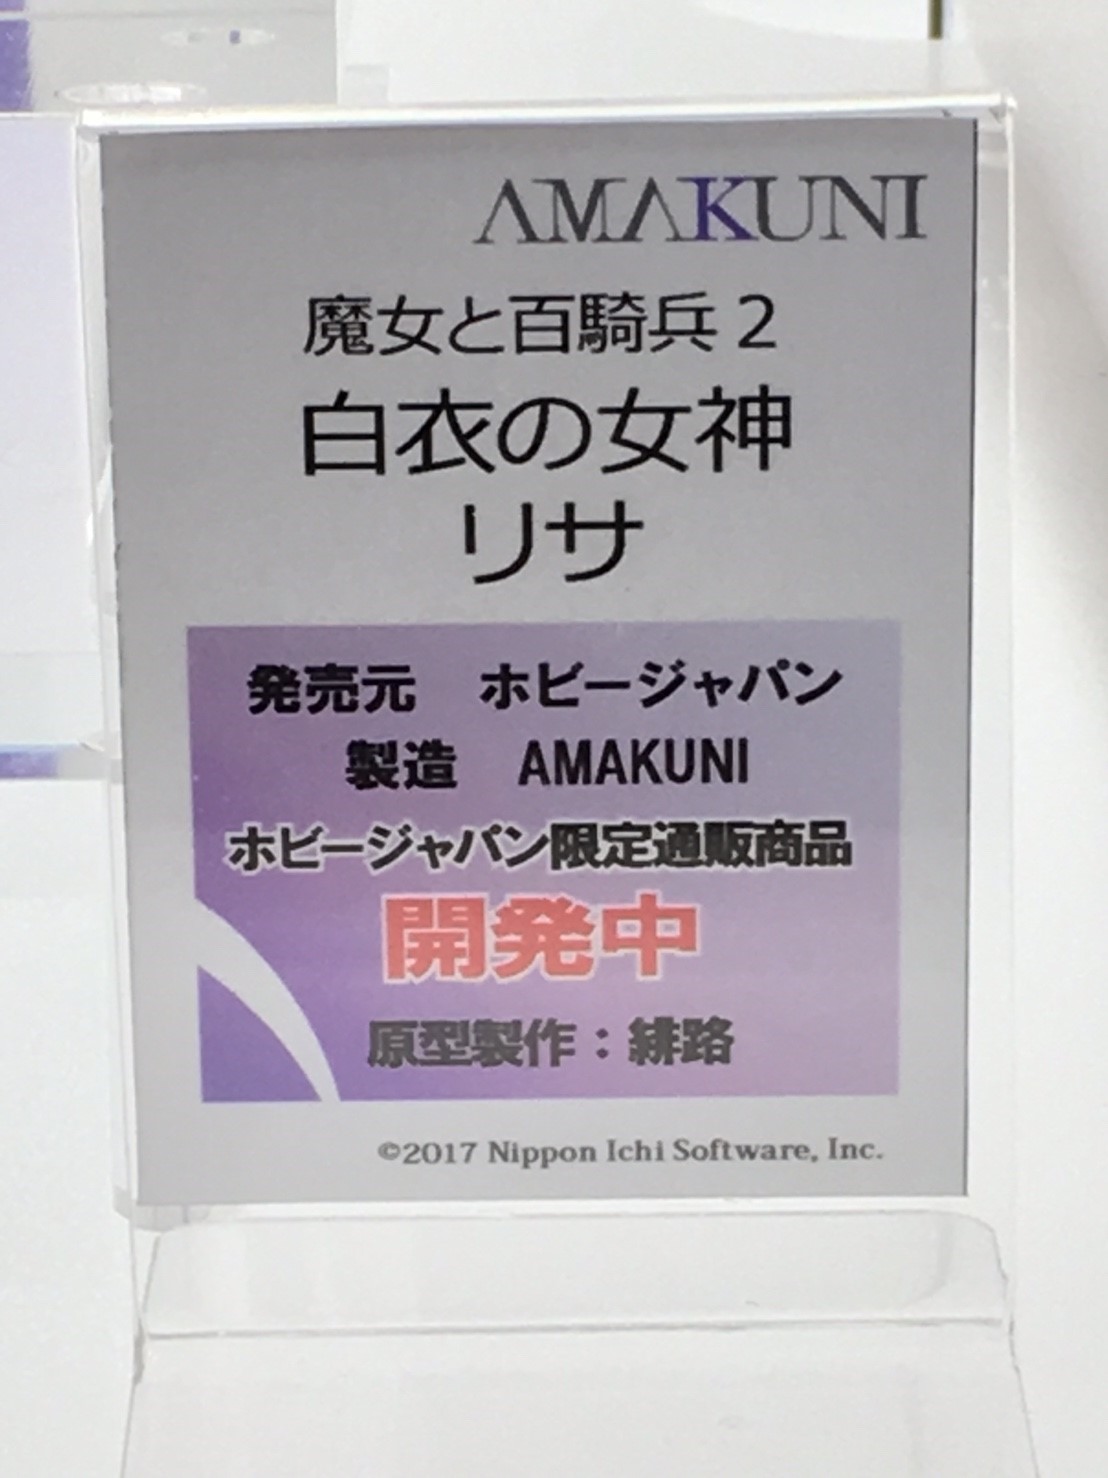 AMAKUNI
魔女と百騎兵2
白衣の女神
リサ
発売元　ホビージャパン
製造　AMAKUNI
ホビージャパン限定通販商品
開発中
原型製作：緋路
©2017 Nippon Ichi Software, Inc.